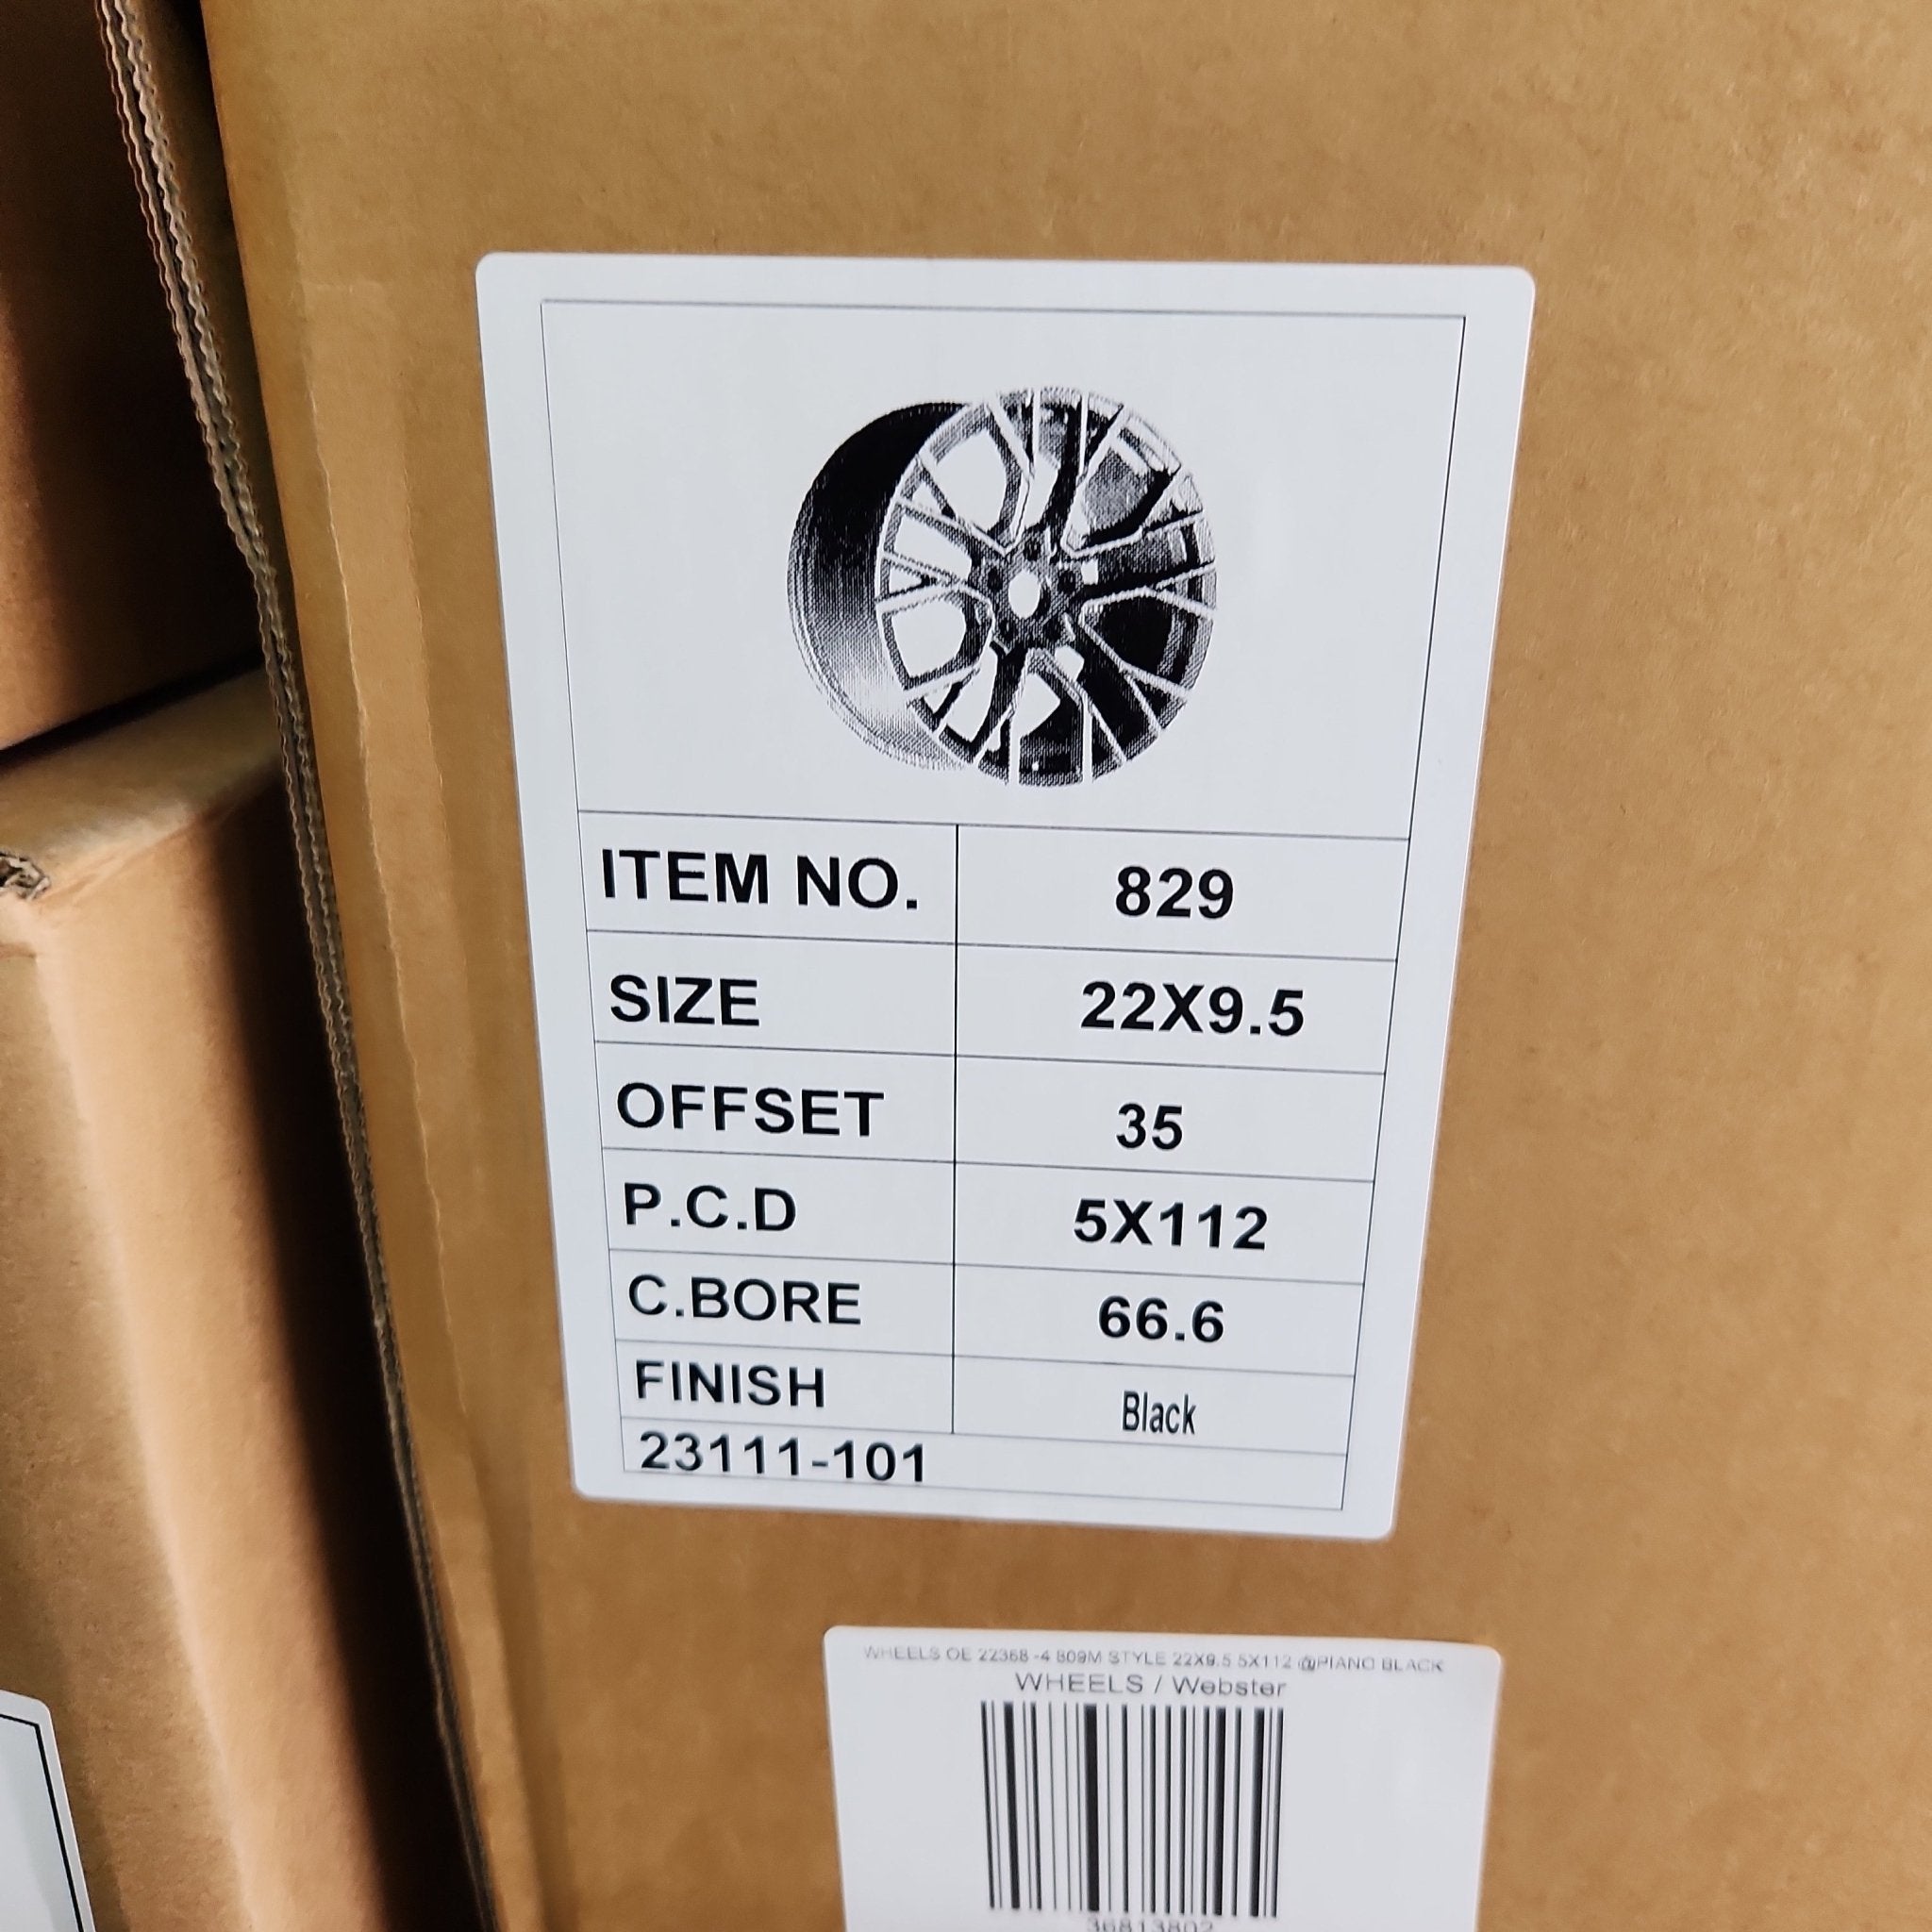 ITEM NO. 829
SIZE 22X9.5
OFFSET 35
P.C.D 5X112
C.BORE 66.6
FINISH Black
23111-101
WHEELS OE 22368 -4 809M STYLE 22X9.5 5X112 @PIANO BLACK
WHEELS / Webster
36813802